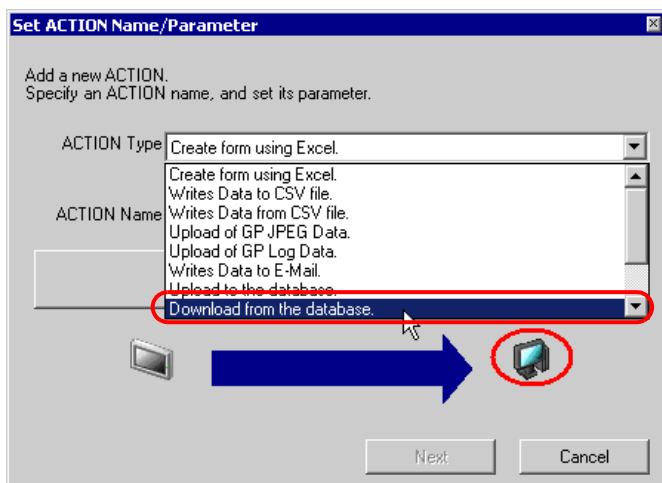 Set ACTION Name/Parameter
Add a new ACTION.
Specify an ACTION name, and set its parameter.
ACTION Type
Create form using Excel.
Create form using Excel.
Writes Data to CSV file.
ACTION Name
Writes Data from CSV file.
Upload of GP JPEG Data.
Upload of GP Log Data.
Writes Data to E-Mail.
Upload to the database.
Download from the database.
Next
Cancel